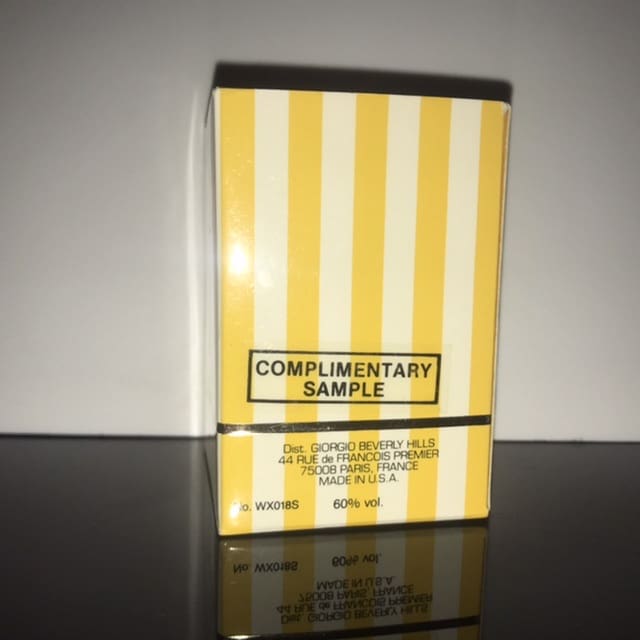 COMPLIMENTARY
SAMPLE
Dist. GIORGIO BEVERLY HILLS
44 RUE de FRANCOIS PREMIER
75008 PARIS, FRANCE
MADE IN U.S.A.
No. WX018S 60% vol.